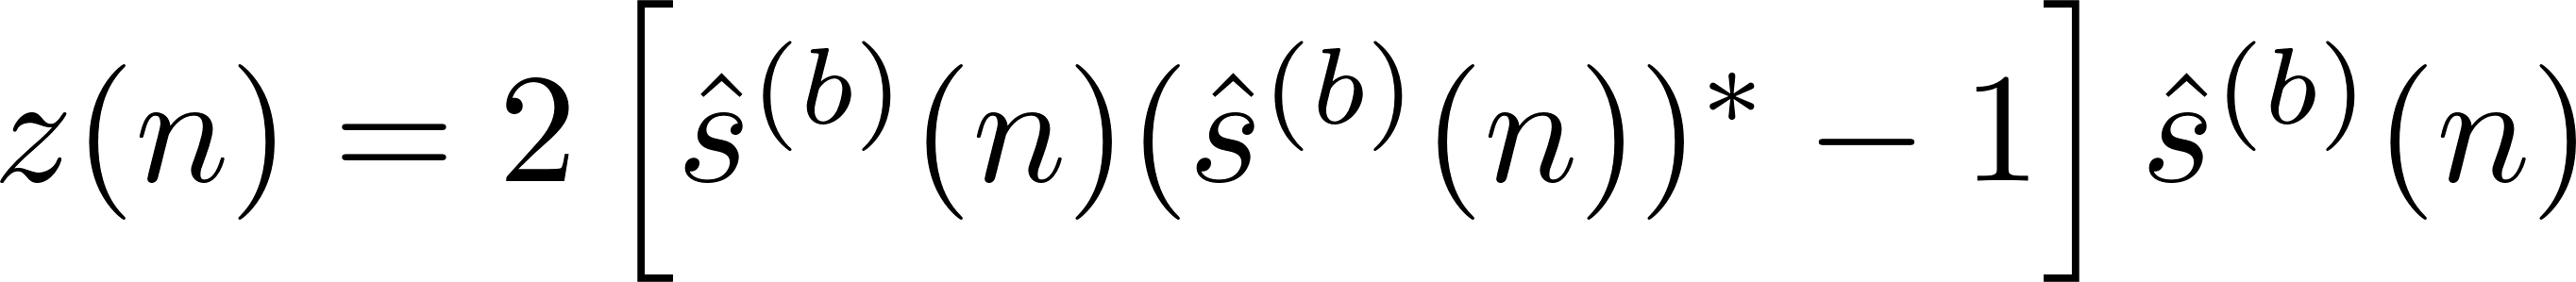 z(n) = 2 [ŝ^{(b)}(n)(ŝ^{(b)}(n))^* − 1] ŝ^{(b)}(n)